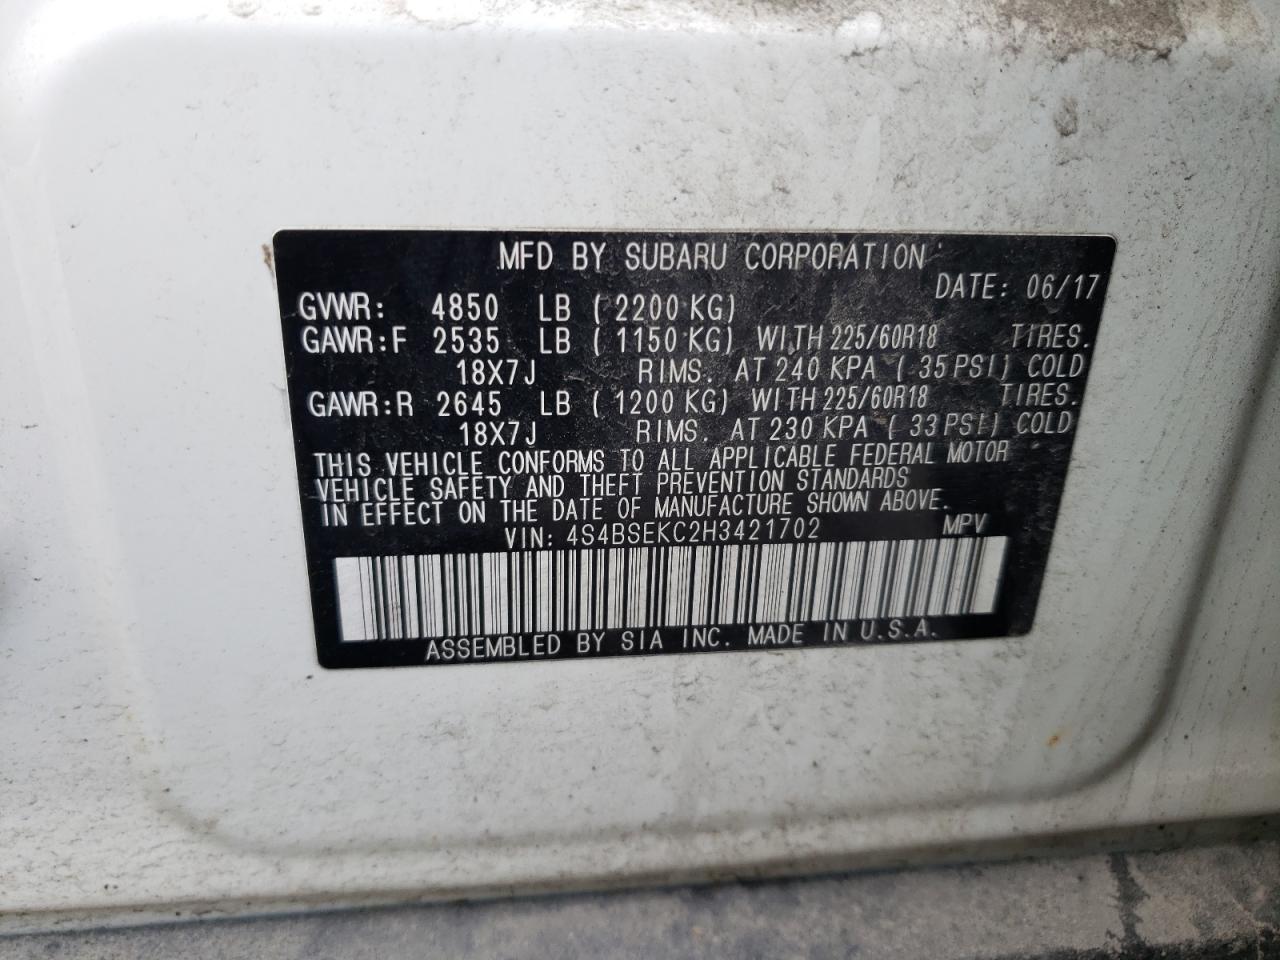 MFD BY SUBARU CORPORATION
DATE: 06/17
GVWR: 4850 LB ( 2200 KG)
GAWR:F 2535 LB ( 1150 KG) WITH 225/60R18 TIRES.
18X7J RIMS. AT 240 KPA ( 35 PSI) COLD
GAWR:R 2645 LB ( 1200 KG) WITH 225/60R18 TIRES.
18X7J RIMS. AT 230 KPA ( 33 PSI) COLD
THIS VEHICLE CONFORMS TO ALL APPLICABLE FEDERAL MOTOR
VEHICLE SAFETY AND THEFT PREVENTION STANDARDS
IN EFFECT ON THE DATE OF MANUFACTURE SHOWN ABOVE.
VIN: 4S4BSEKC2H3421702 MPV
ASSEMBLED BY SIA INC. MADE IN U.S.A.